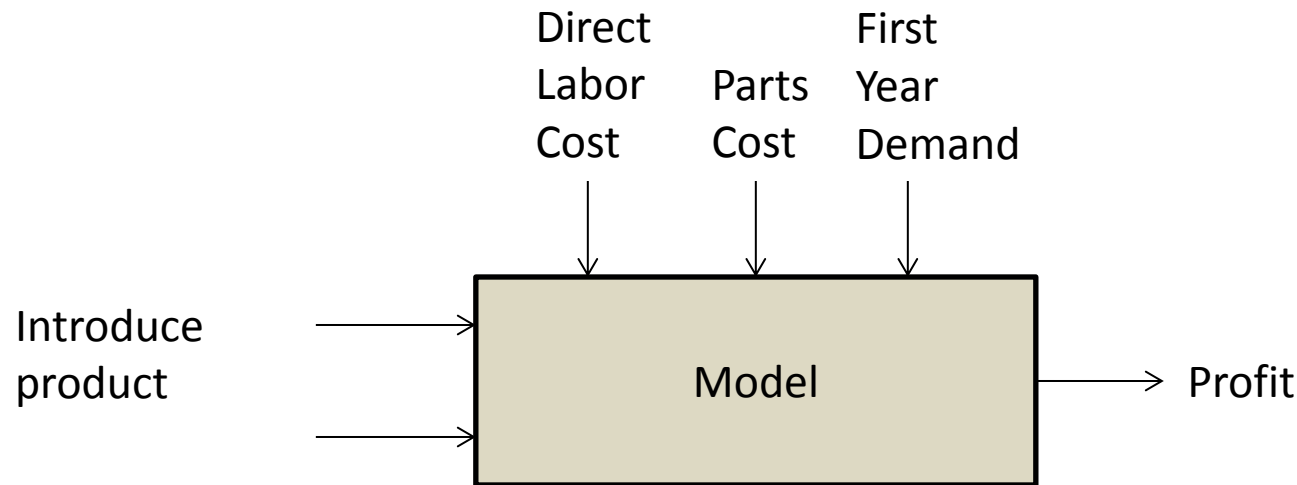 Direct
Labor
Cost
Parts
Cost
First
Year
Demand
Introduce
product
Model
Profit